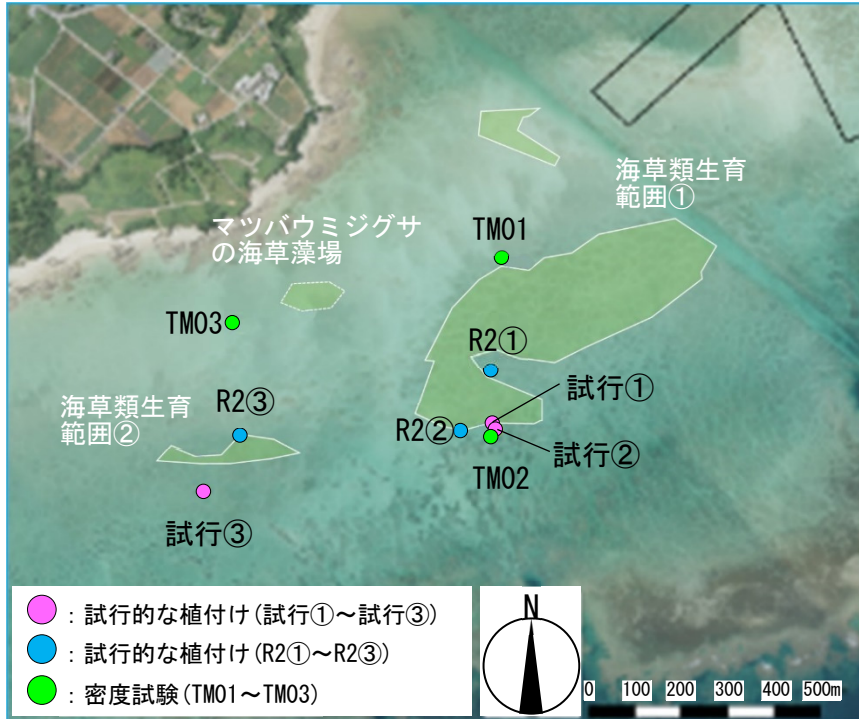 海草類生育
範囲①
マツバウミジグサ
の海草藻場
TM01
TM03
R2①
試行①
海草類生育
範囲②
R2③
R2②
試行②
TM02
試行③
：試行的な植付け(試行①～試行③)
：試行的な植付け(R2①～R2③)
：密度試験(TM01～TM03)
N
0 100 200 300 400 500m